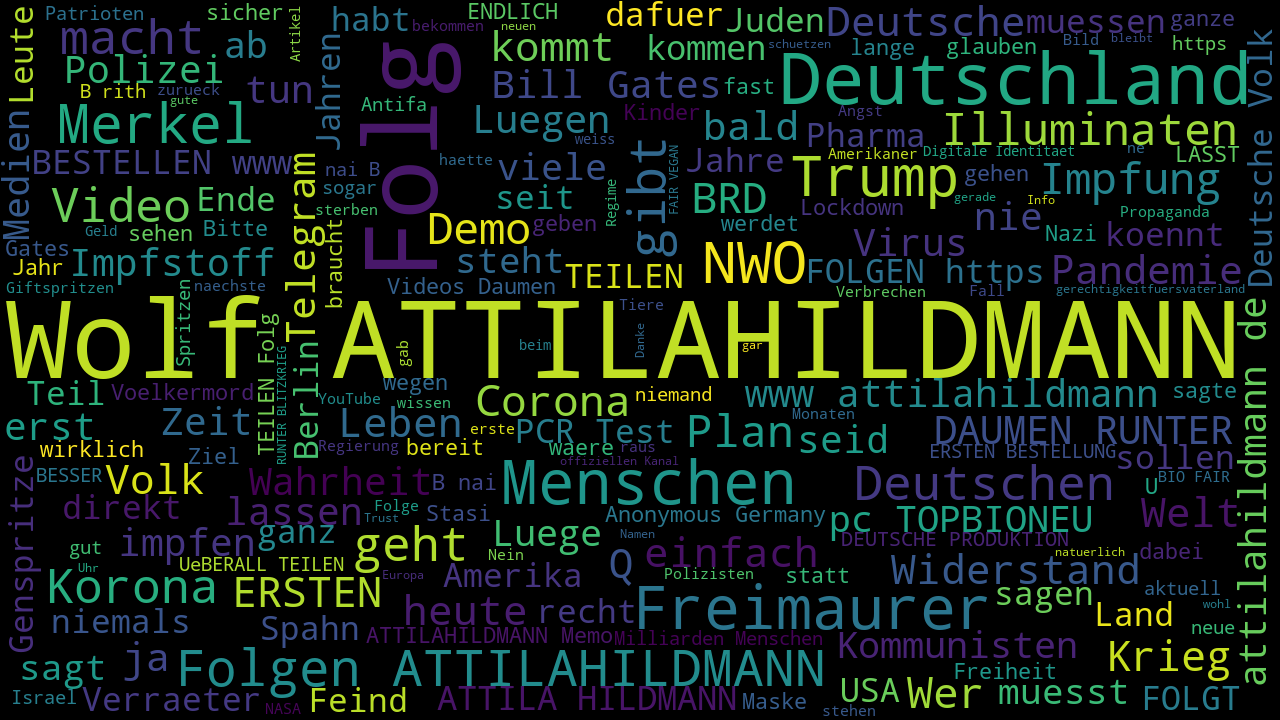 Patrioten
sicher
Artikel
habt
bekommen
ENDLICH
neuen
dafuer
Juden
Deutsche
muessen
ganze
Leute
macht
ab
kommt
kommen
schuetzen
lange
glauben
Bild
bleibt
https
Volk
Polizei
B rith
zurueck
gute
tun
Jahren
Folg
Antifa
Bill Gates
fast
Deutschland
Merkel
Luegen
weiss
Kinder
bald
Angst
Pharma
Illuminaten
Medien
BESTELLEN www
nai B
haette
viele
gibt
FAIR VEGAN
Jahre
Amerikaner
Digitale Identitaet
ne
LASST
Deutsche
Video
Ende
Telegram
sogar
seit
Regime
BRD
Trump
gehen
Impfung
gerade
Info
Geld
sehen
Bitte
sterben
Demo
geben
werdet
Lockdown
nie
Propaganda
Gates
braucht
Virus
Nazi
koennt
Jahr
Impfstoff
steht
TEILEN
NWO
FOLGEN https
Pandemie
Giftspritzen
naechste
Videos Daumen
Verbrechen
Fall
gerechtigkeitfuersvaterland
Wolf ATTILAHILDMANN
Tiere
Spritzen
TEILEN Folg
RUNTER BLITZKRIEG
Berlin
gab
beim
Danke
gar
attilahildmann de
Teil
Voelkermord
YouTube
wegen
wissen
Corona
niemand
www attilahildmann
sagte
erst
Zeit
Leben
erste
PCR Test
Monaten
Plan
seid
DAUMEN RUNTER
wirklich
Ziel
Regierung
bereit
waere
raus
ERSTEN BESTELLUNG
sollen
Genspritze
BESSER
Volk
Wahrheit
B nai
offiziellen Kanal
Menschen
Deutschen
U
BIO FAIR
direkt
lassen
Folge
Trust
Stasi
Anonymous Germany
pc TOPBIONEU
Welt
gut
impfen
ganz
geht
Nein
Luege
Namen
einfach
DEUTSCHE PRODUKTION
natuerlich
dabei
Uhr
UeBERALL TEILEN
Europa
Amerika
Q
Polizisten
statt
Widerstand
aktuell
Korona
ERSTEN
heute
recht
Freimaurer
sagen
Land
wohl
niemals
Spahn
ATTILAHILDMANN Memo
Milliarden Menschen
Kommunisten
neue
sagt
ja
Folgen
ATTILAHILDMANN
Freiheit
Krieg
Israel
Verraeter
NASA
Feind
ATTILA HILDMANN
Maske
stehen
USA
Wer
muesst
FOLGT